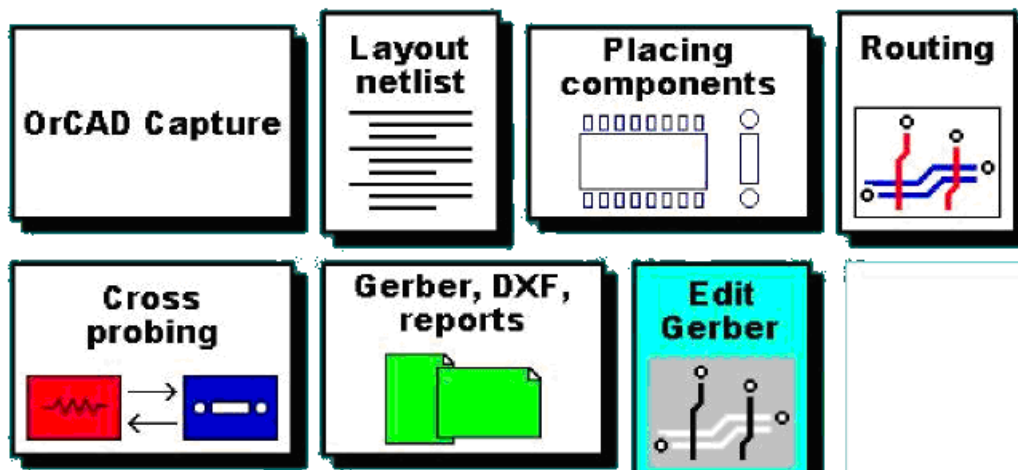 OrCAD Capture
Layout
netlist
Placing
components
Routing
Cross
probing
Gerber, DXF,
reports
Edit
Gerber